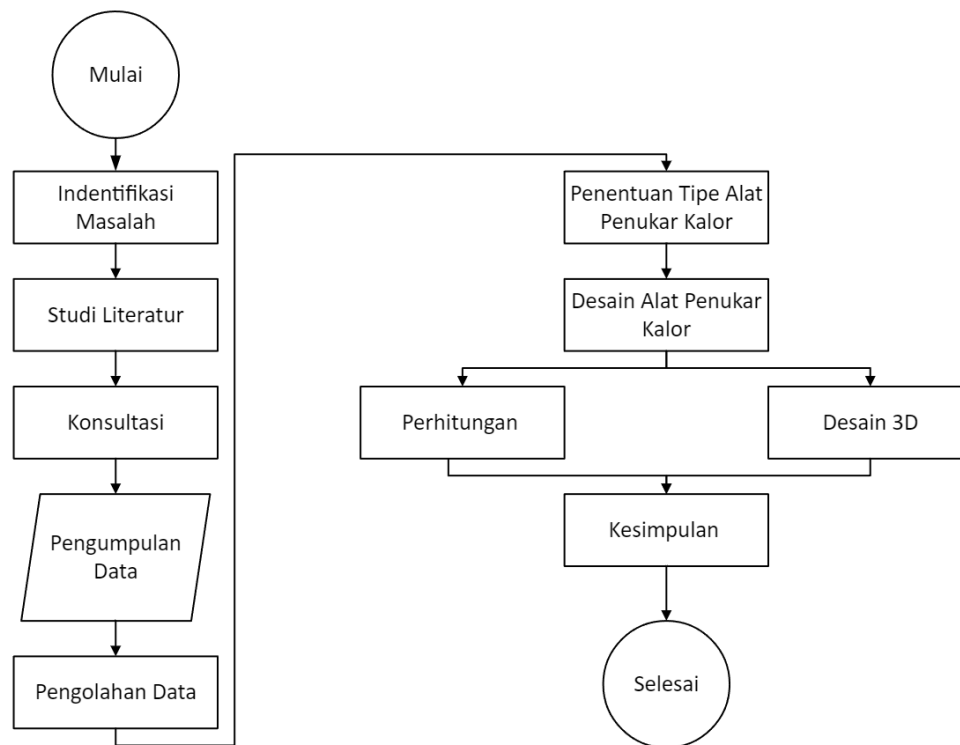 Mulai
Indentifikasi
Masalah
Studi Literatur
Konsultasi
Pengumpulan
Data
Pengolahan Data
Penentuan Tipe Alat
Penukar Kalor
Desain Alat Penukar
Kalor
Perhitungan
Desain 3D
Kesimpulan
Selesai